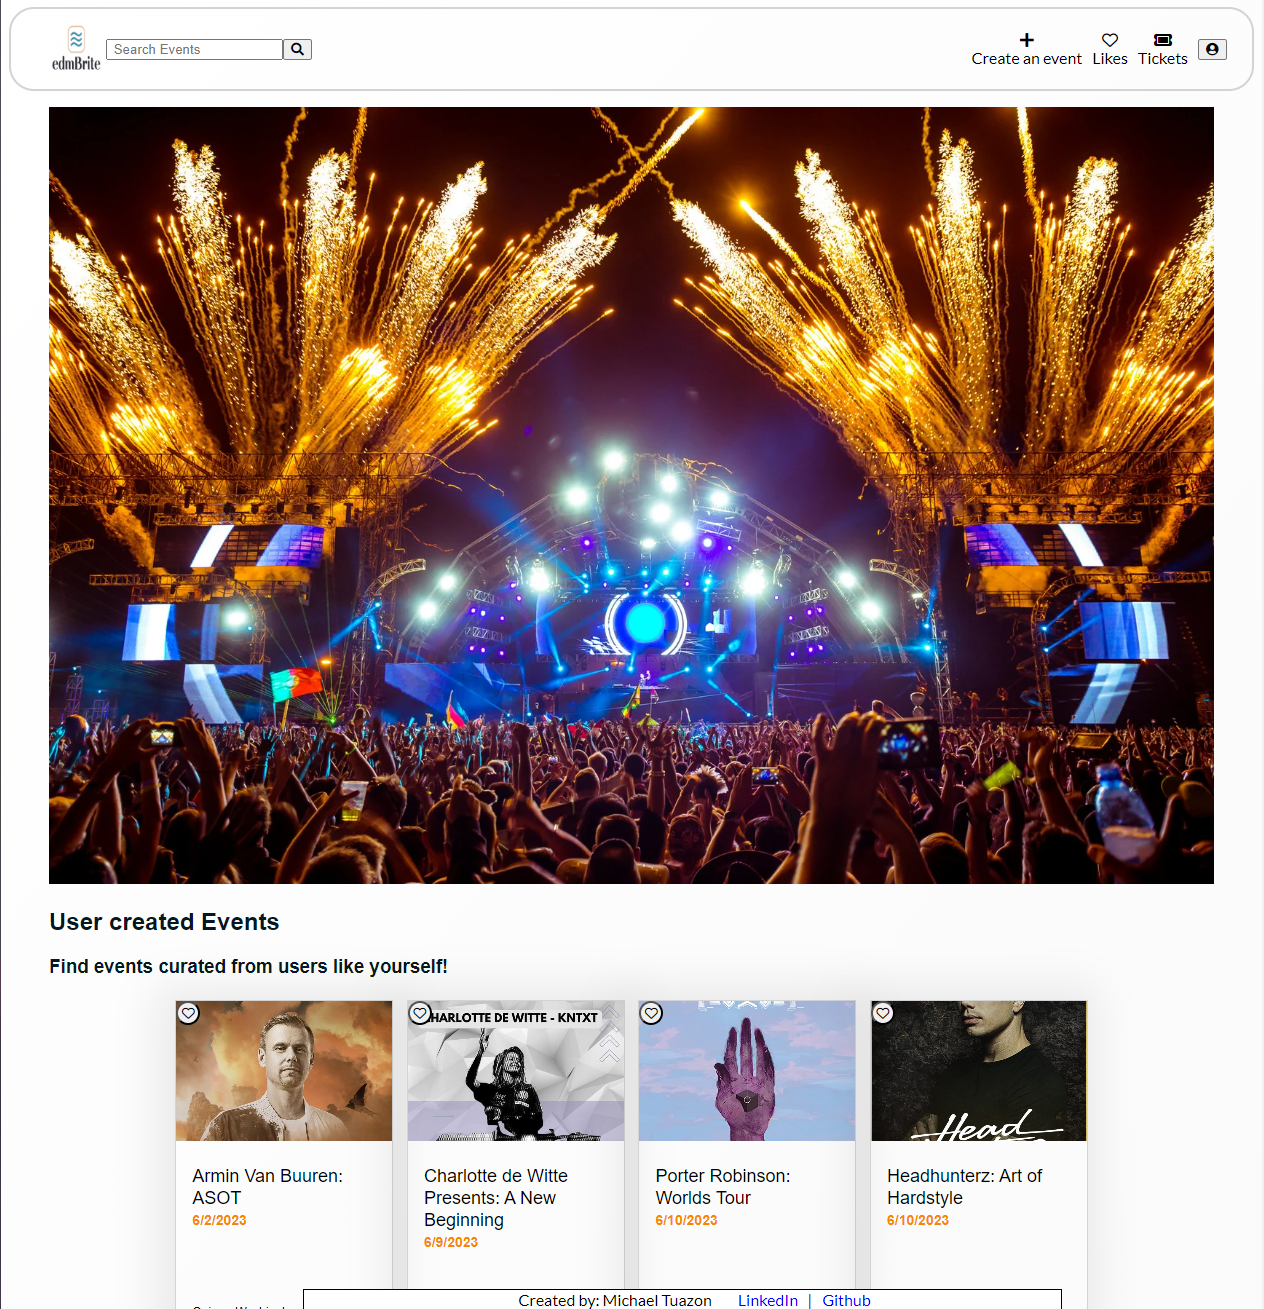 edmBrite
Search Events
Create an event
Likes
Tickets
User created Events
Find events curated from users like yourself!
CHARLOTTE DE WITTE - KNTXT
Head
Armin Van Buuren:
ASOT
6/2/2023
Charlotte de Witte
Presents: A New
Beginning
6/9/2023
Porter Robinson:
Worlds Tour
6/10/2023
Headhunterz: Art of
Hardstyle
6/10/2023
Created by: Michael Tuazon LinkedIn | Github